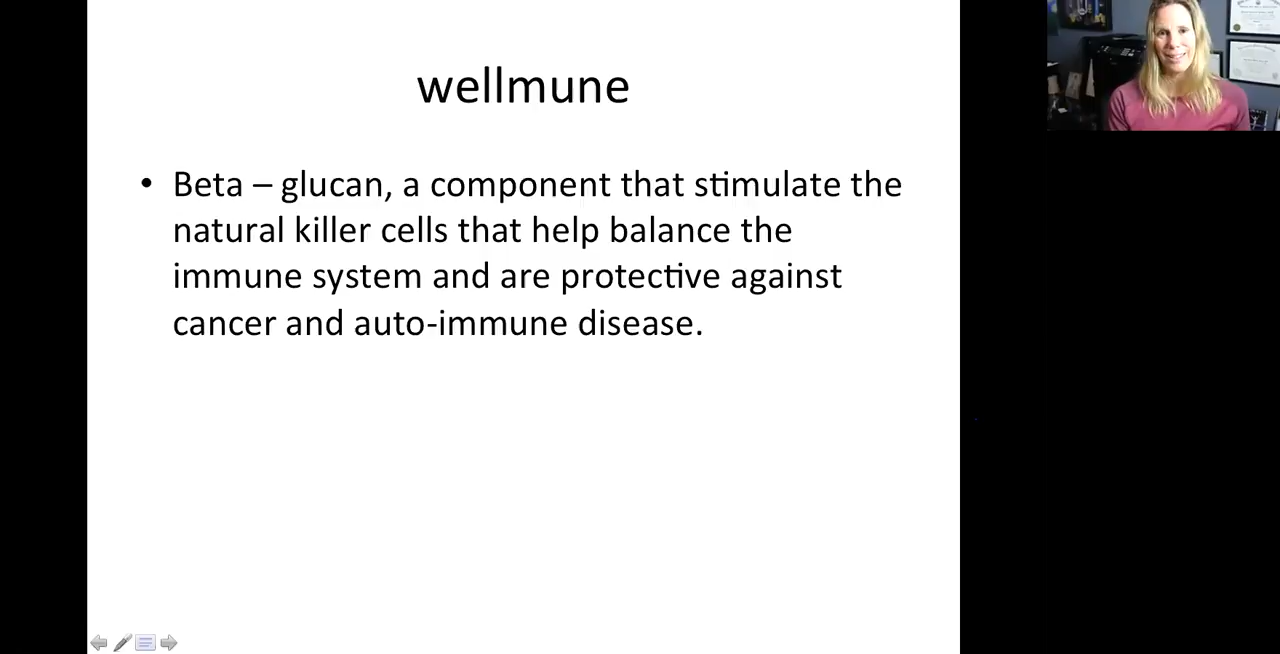 wellmune
• Beta – glucan, a component that stimulate the
natural killer cells that help balance the
immune system and are protective against
cancer and auto-immune disease.